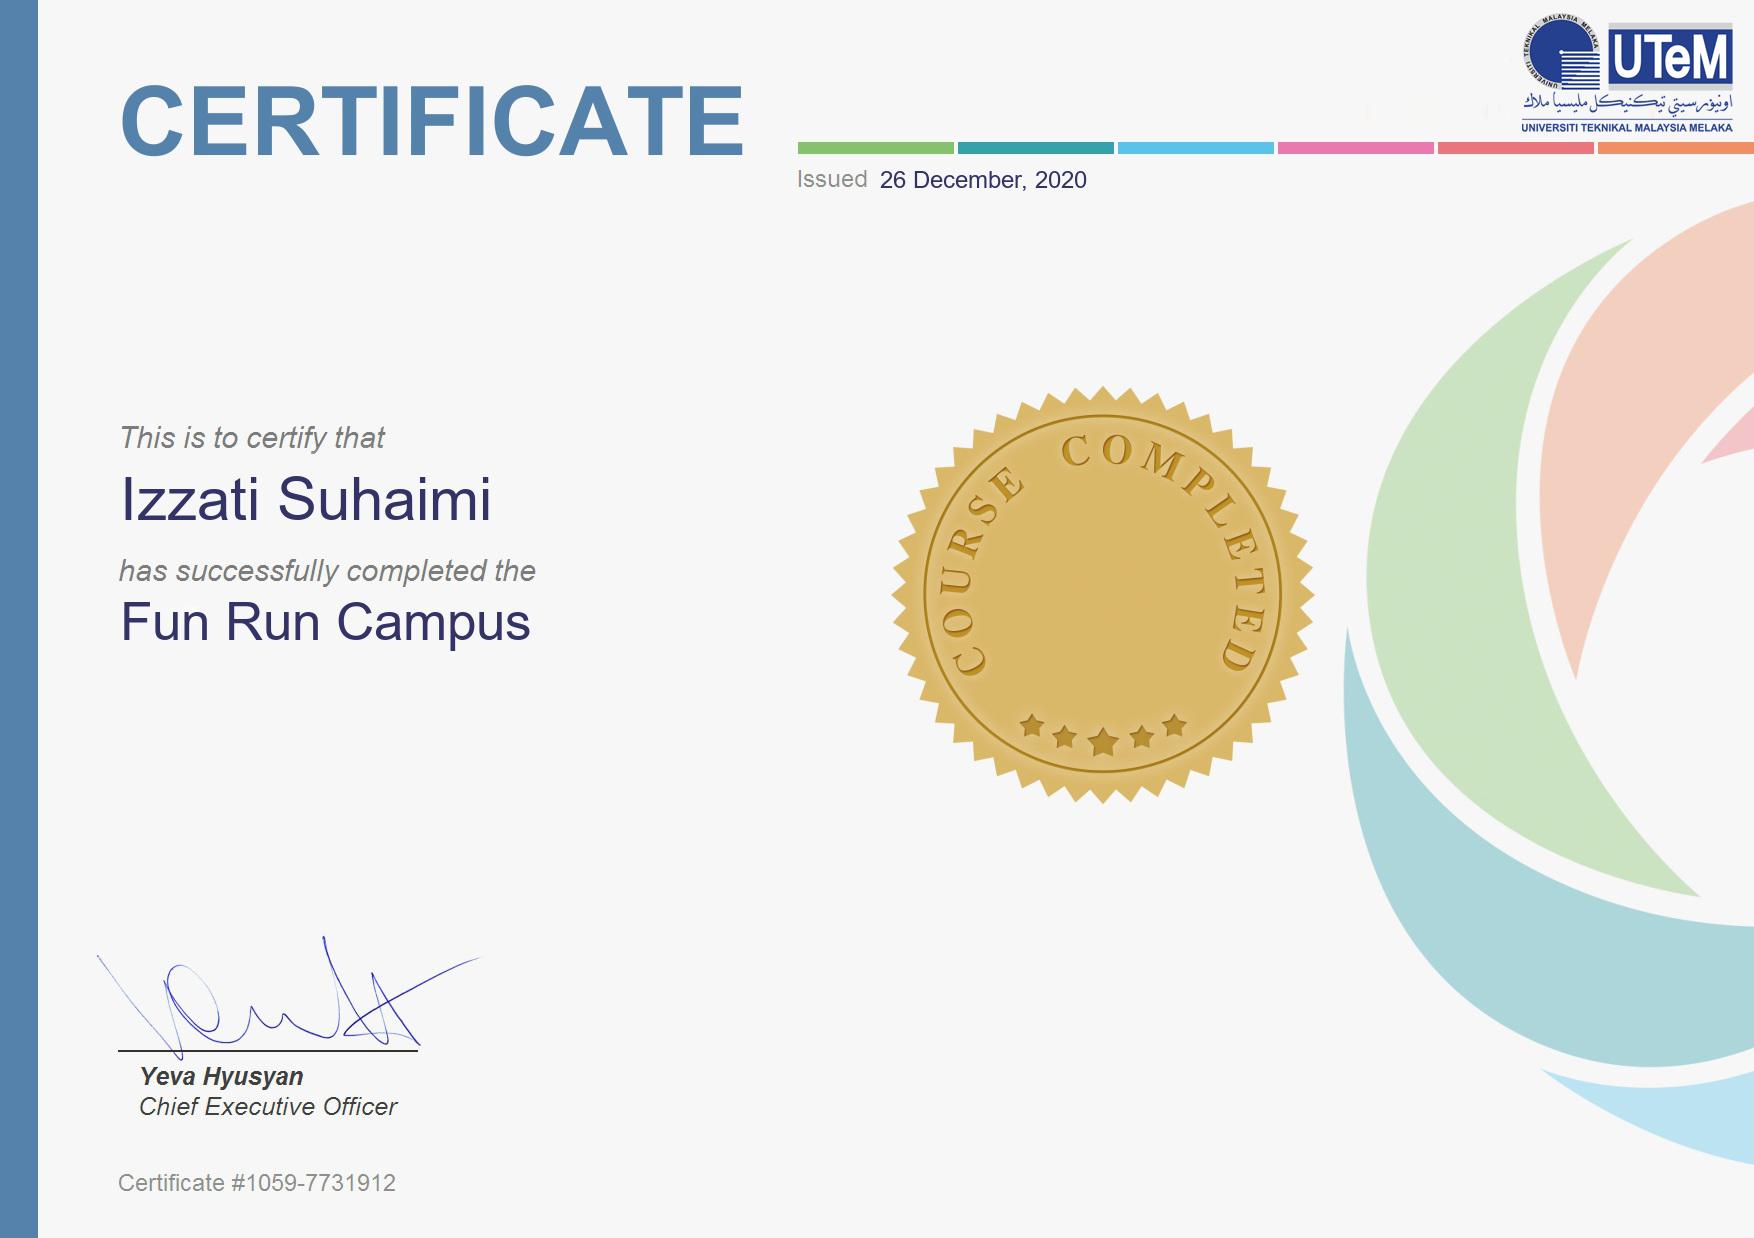 CERTIFICATE
UNIVERSITI TEKNIKAL MALAYSIA MELAKA
UTeM
اونيۏرسيتي تيكنيكل مليسيا ملاك
UNIVERSITI TEKNIKAL MALAYSIA MELAKA
Issued 26 December, 2020
This is to certify that
Izzati Suhaimi
has successfully completed the
Fun Run Campus
COURSE COMPLETED
Yeva Hyusyan
Chief Executive Officer
Certificate #1059-7731912